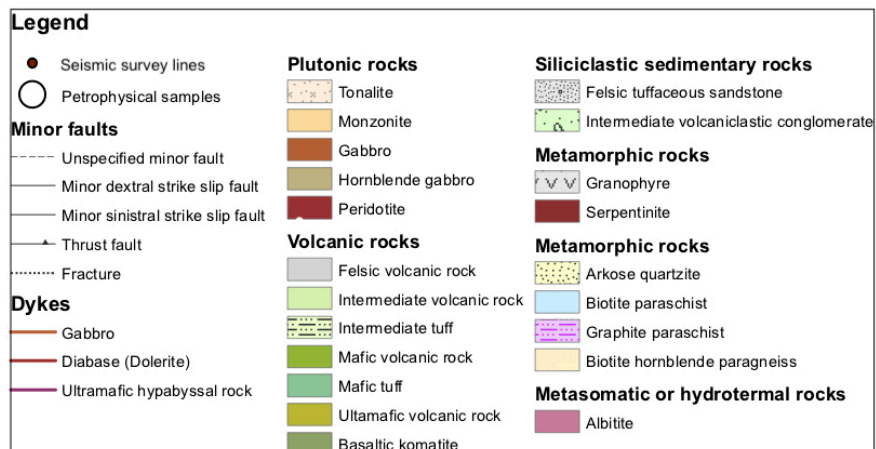 Legend
Seismic survey lines
Petrophysical samples
Minor faults
Unspecified minor fault
Minor dextral strike slip fault
Minor sinistral strike slip fault
Thrust fault
Fracture
Dykes
Gabbro
Diabase (Dolerite)
Ultramafic hypabyssal rock
Plutonic rocks
Tonalite
Monzonite
Gabbro
Hornblende gabbro
Peridotite
Volcanic rocks
Felsic volcanic rock
Intermediate volcanic rock
Intermediate tuff
Mafic volcanic rock
Mafic tuff
Ultamafic volcanic rock
Basaltic komatite
Siliciclastic sedimentary rocks
Felsic tuffaceous sandstone
Intermediate volcaniclastic conglomerate
Metamorphic rocks
Granophyre
Serpentinite
Metamorphic rocks
Arkose quartzite
Biotite paraschist
Graphite paraschist
Biotite hornblende paragneiss
Metasomatic or hydrotermal rocks
Albitite